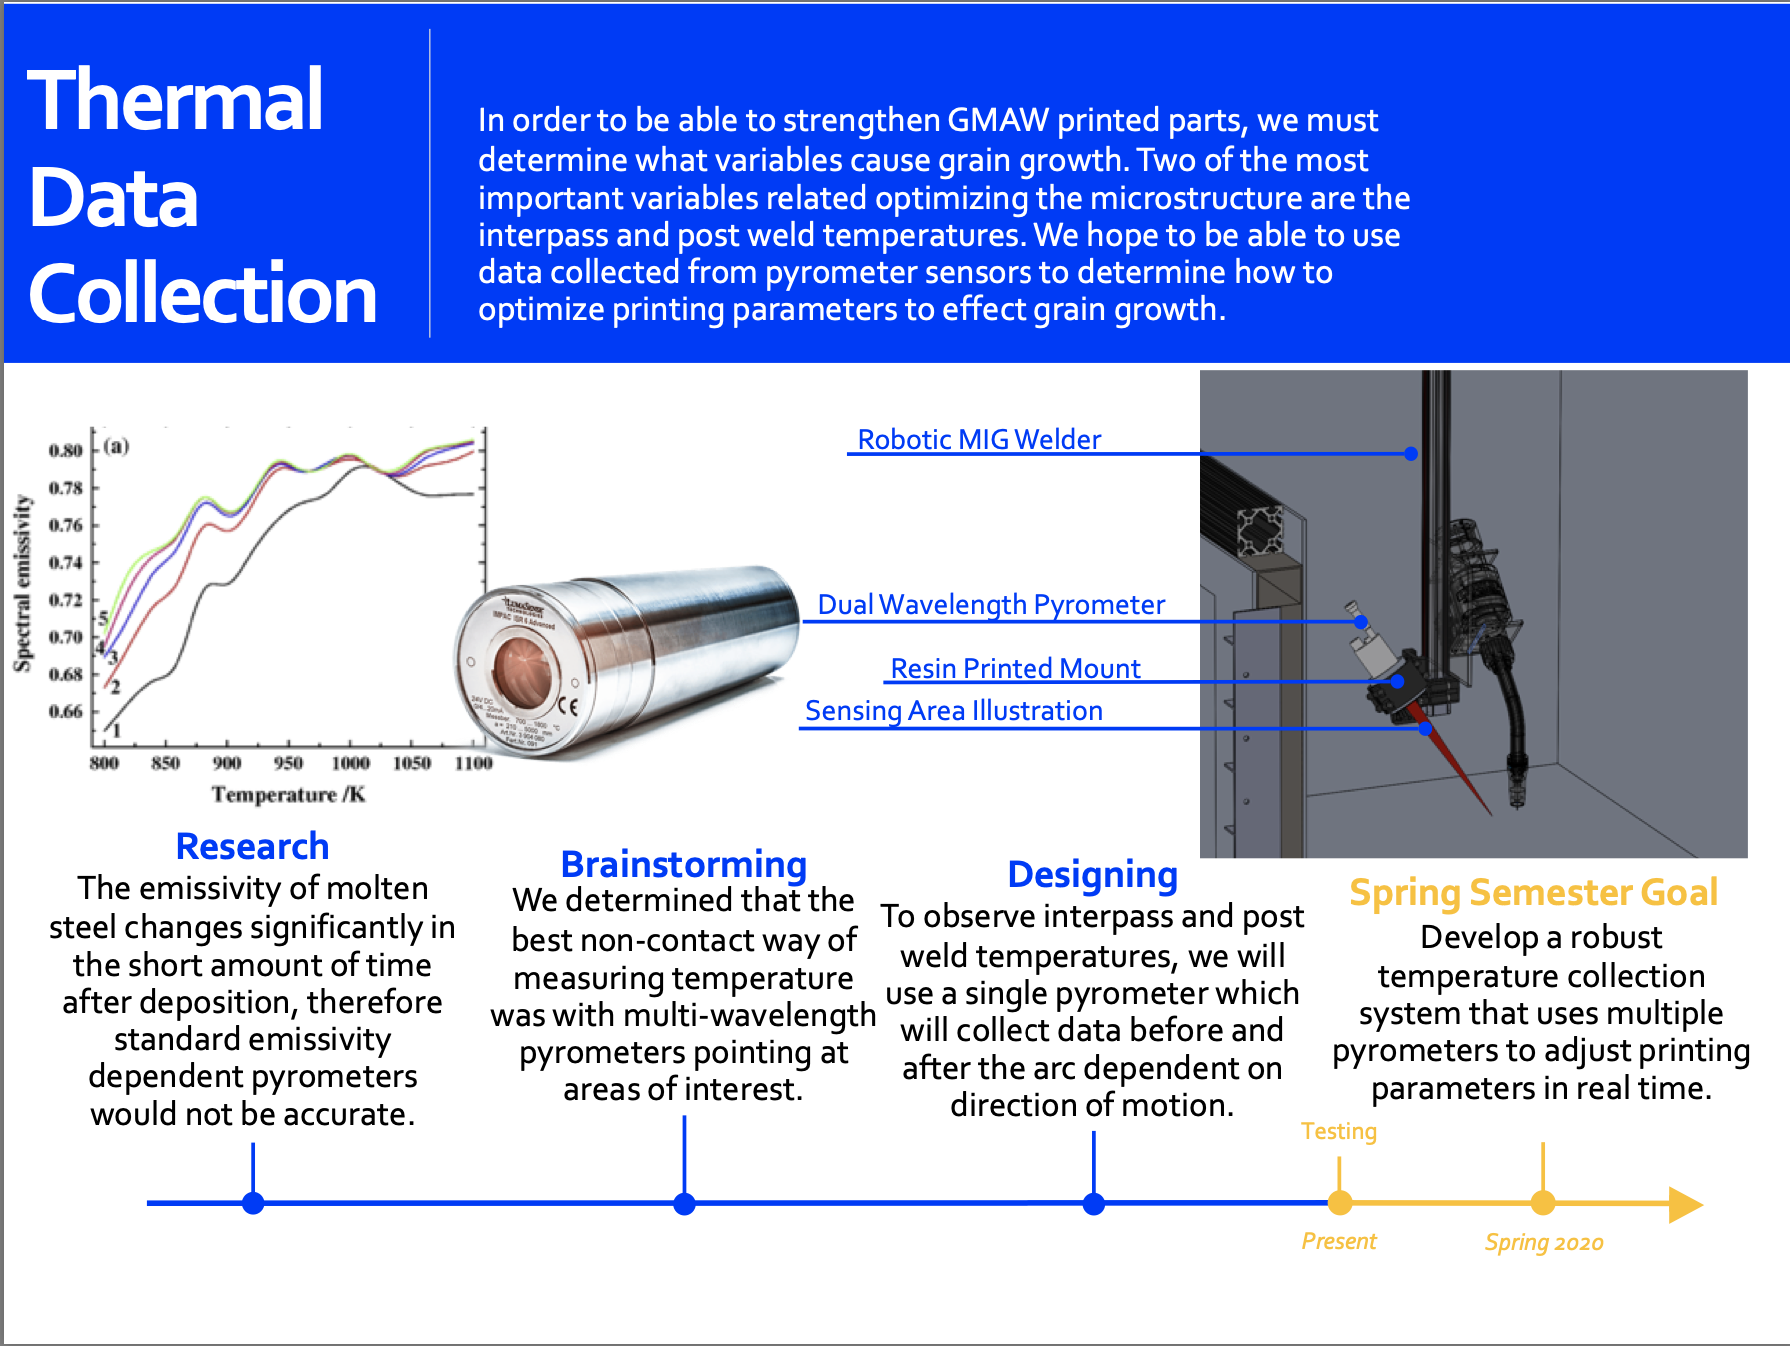 Thermal
Data
Collection
In order to be able to strengthen GMAW printed parts, we must
determine what variables cause grain growth. Two of the most
important variables related optimizing the microstructure are the
interpass and post weld temperatures. We hope to be able to use
data collected from pyrometer sensors to determine how to
optimize printing parameters to effect grain growth.
(a)
Spectral emissivity
0.80
0.78
0.76
0.74
0.72
0.70
0.68
0.66
5
4
3
2
1
800 850 900 950 1000 1050 1100
Temperature /K
LUMASENSE
TECHNOLOGIES
IMPAC ISR 6 Advanced
24V DC
CE
Robotic MIG Welder
Dual Wavelength Pyrometer
Resin Printed Mount
Sensing Area Illustration
Research
The emissivity of molten
steel changes significantly in
the short amount of time
after deposition, therefore
standard emissivity
dependent pyrometers
would not be accurate.
Brainstorming
We determined that the
best non-contact way of
measuring temperature
was with multi-wavelength
pyrometers pointing at
areas of interest.
Designing
To observe interpass and post
weld temperatures, we will
use a single pyrometer which
will collect data before and
after the arc dependent on
direction of motion.
Spring Semester Goal
Develop a robust
temperature collection
system that uses multiple
pyrometers to adjust printing
parameters in real time.
Testing
Present
Spring 2020